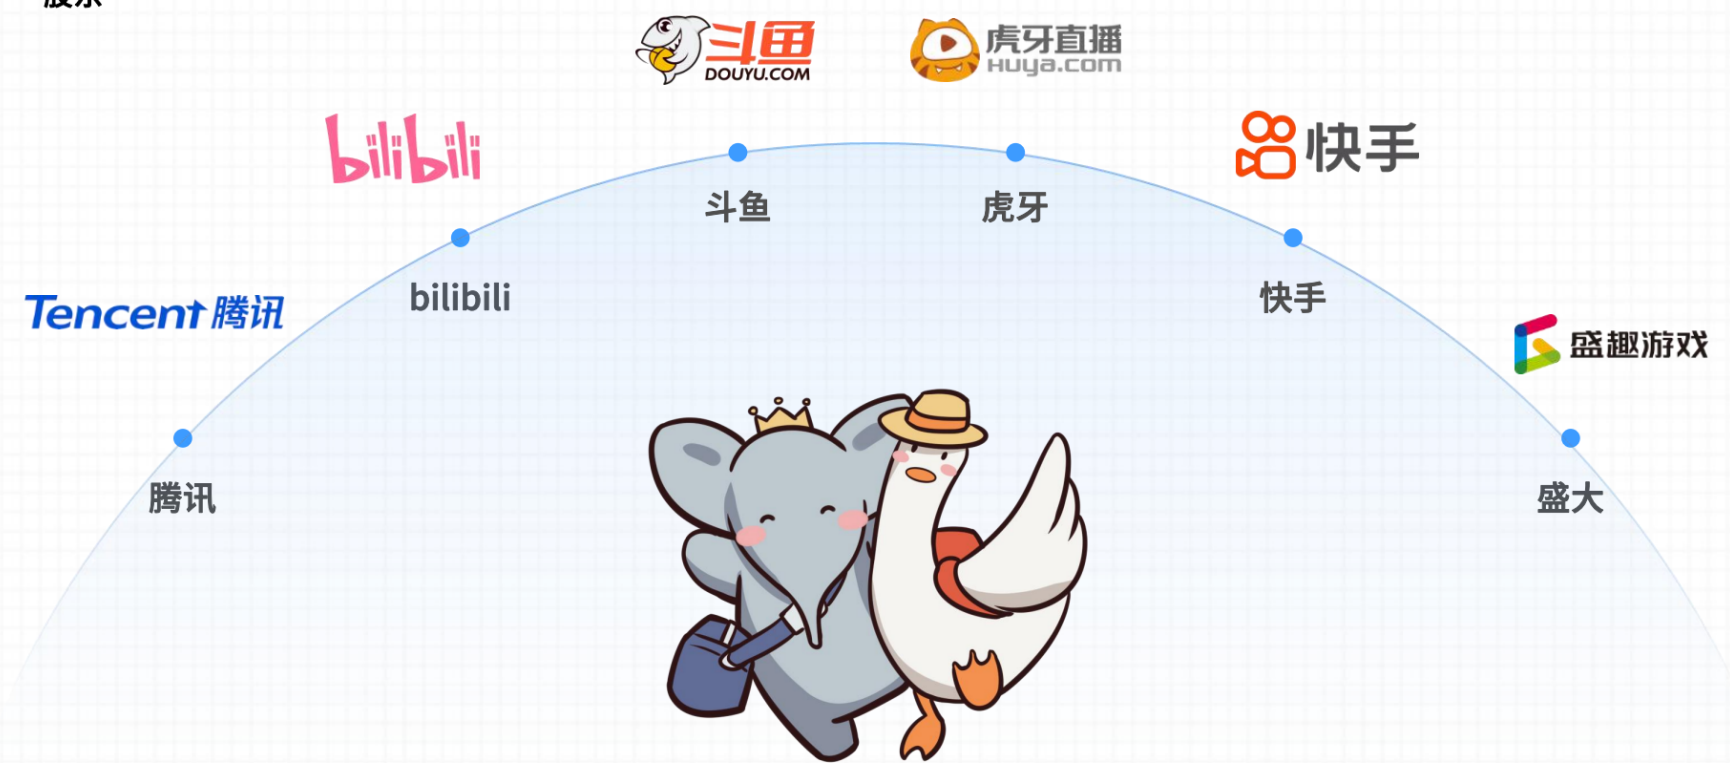 斗鱼
DOUYU.COM
虎牙直播
HUYa.com
bilibili
快手
斗鱼
虎牙
Tencent 腾讯
bilibili
快手
盛趣游戏
腾讯
盛大